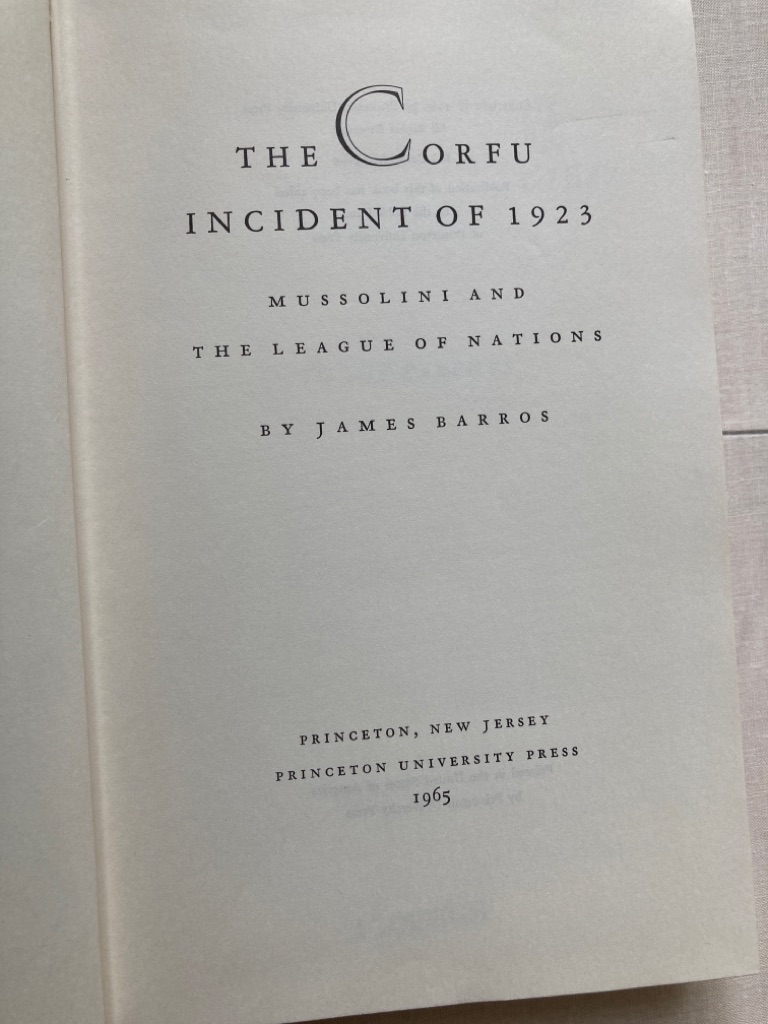 THE CORFU
INCIDENT OF 1923
MUSSOLINI AND
THE LEAGUE OF NATIONS
BY JAMES BARROS
PRINCETON, NEW JERSEY
PRINCETON UNIVERSITY PRESS
1965